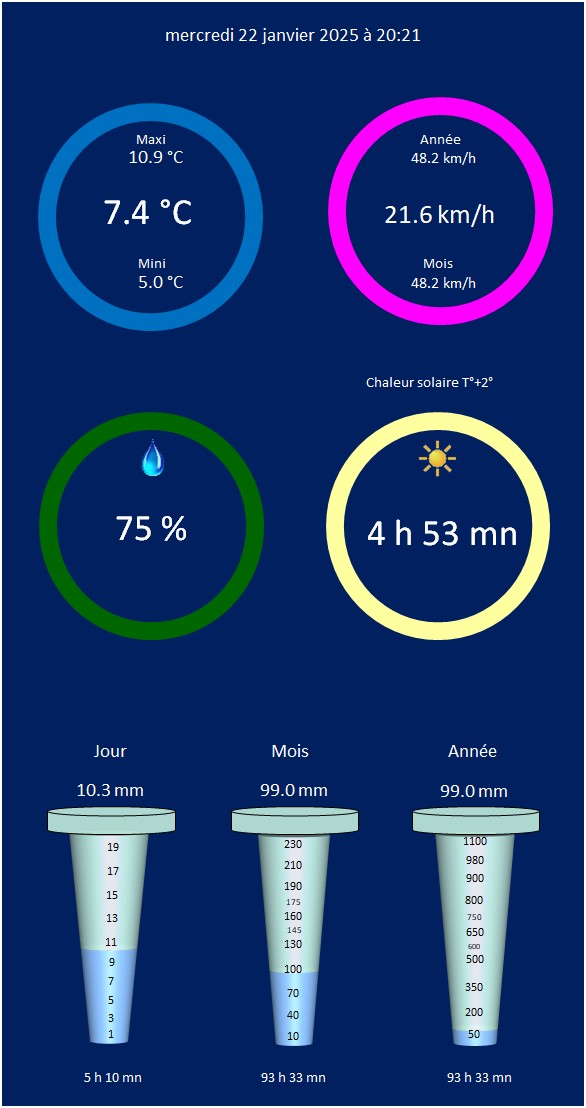 mercredi 22 janvier 2025 à 20:21
Maxi
10.9 °C
7.4 °C
Mini
5.0 °C
Année
48.2 km/h
21.6 km/h
Mois
48.2 km/h
Chaleur solaire T°+2°
75 %
4 h 53 mn
Jour
10.3 mm
19
17
15
13
11
9
7
5
3
1
5 h 10 mn
Mois
99.0 mm
230
210
190
175
160
145
130
100
70
40
10
93 h 33 mn
Année
99.0 mm
1100
980
900
800
750
650
600
500
350
200
50
93 h 33 mn